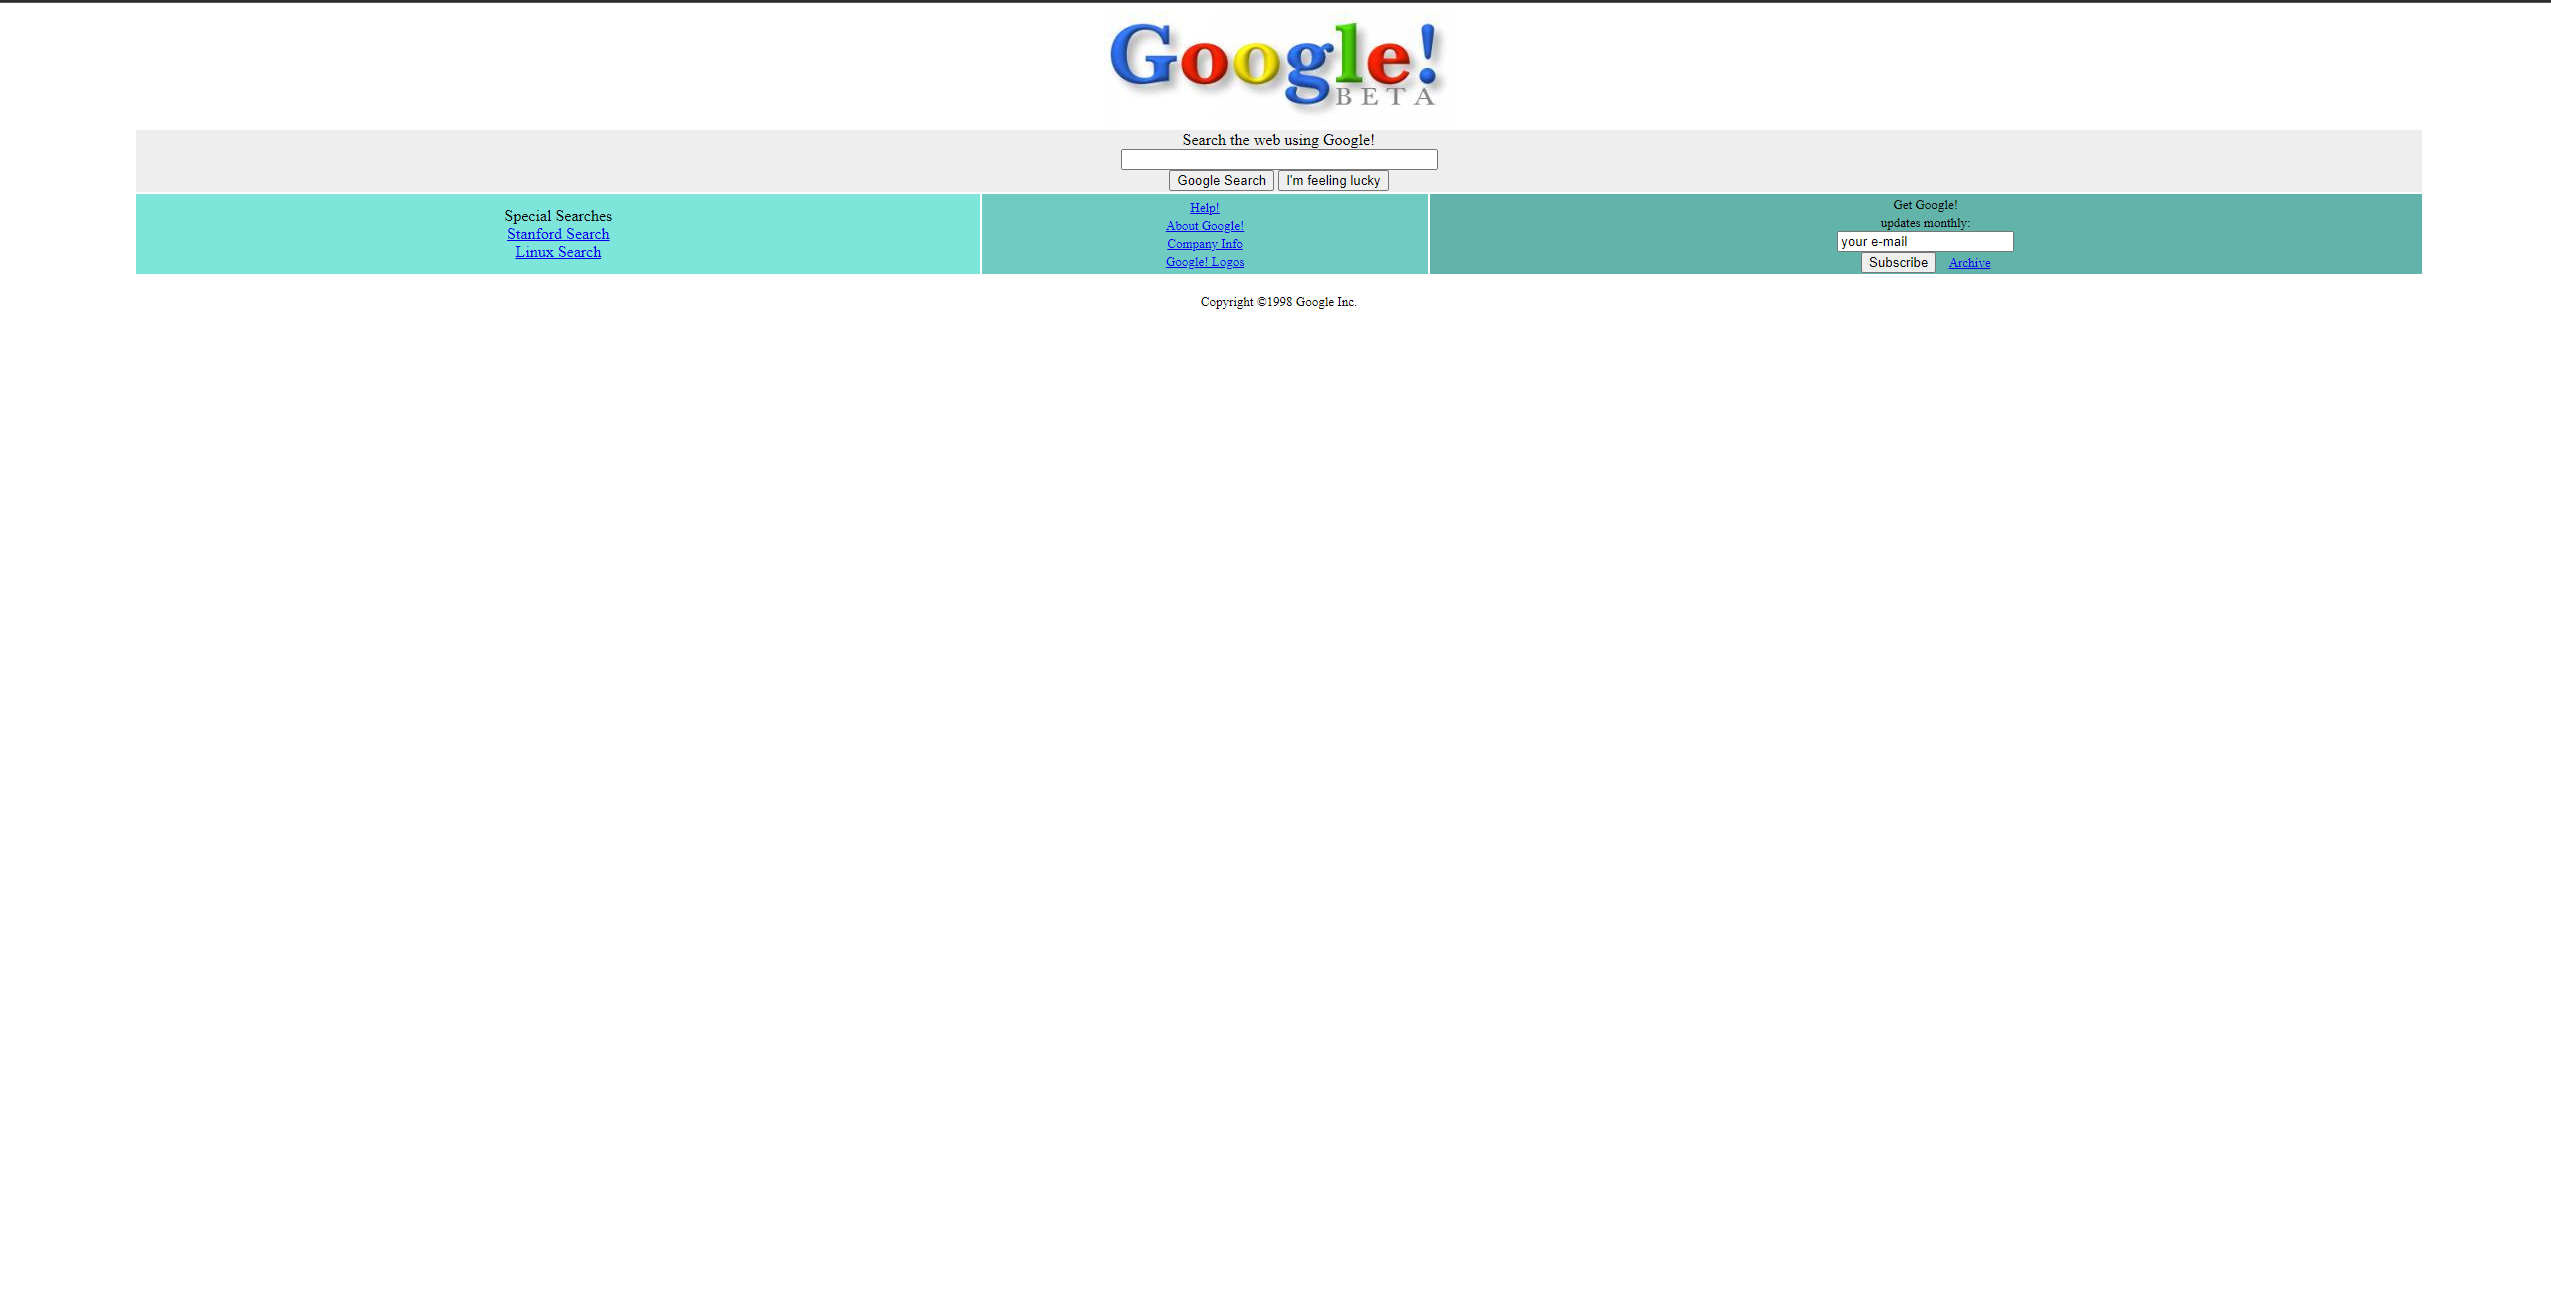 Google!
BETA
Search the web using Google!
Google Search I'm feeling lucky
Special Searches
Stanford Search
Linux Search
Help!
About Google!
Company Info
Google! Logos
Get Google!
updates monthly:
your e-mail
Subscribe Archive
Copyright ©1998 Google Inc.